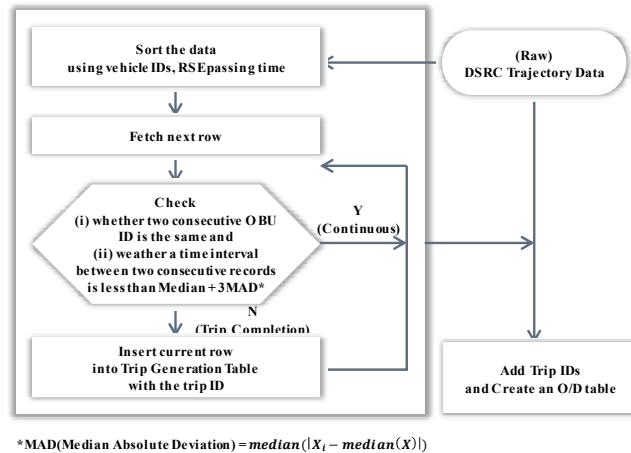 Sort the data
using vehicle IDs, RSEpassing time
(Raw)
DSRC Trajectory Data
Fetch next row
Check
(i) whether two consecutive OBU
ID is the same and
(ii) weather a time interval
between two consecutive records
is less than Median+3MAD*
Y
(Continuous)
N
(Trip Completion)
Insert current row
into Trip Generation Table
with the trip ID
Add Trip IDs
and Create an O/D table
*MAD(Median Absolute Deviation) = median(|Xᵢ − median(X)|)